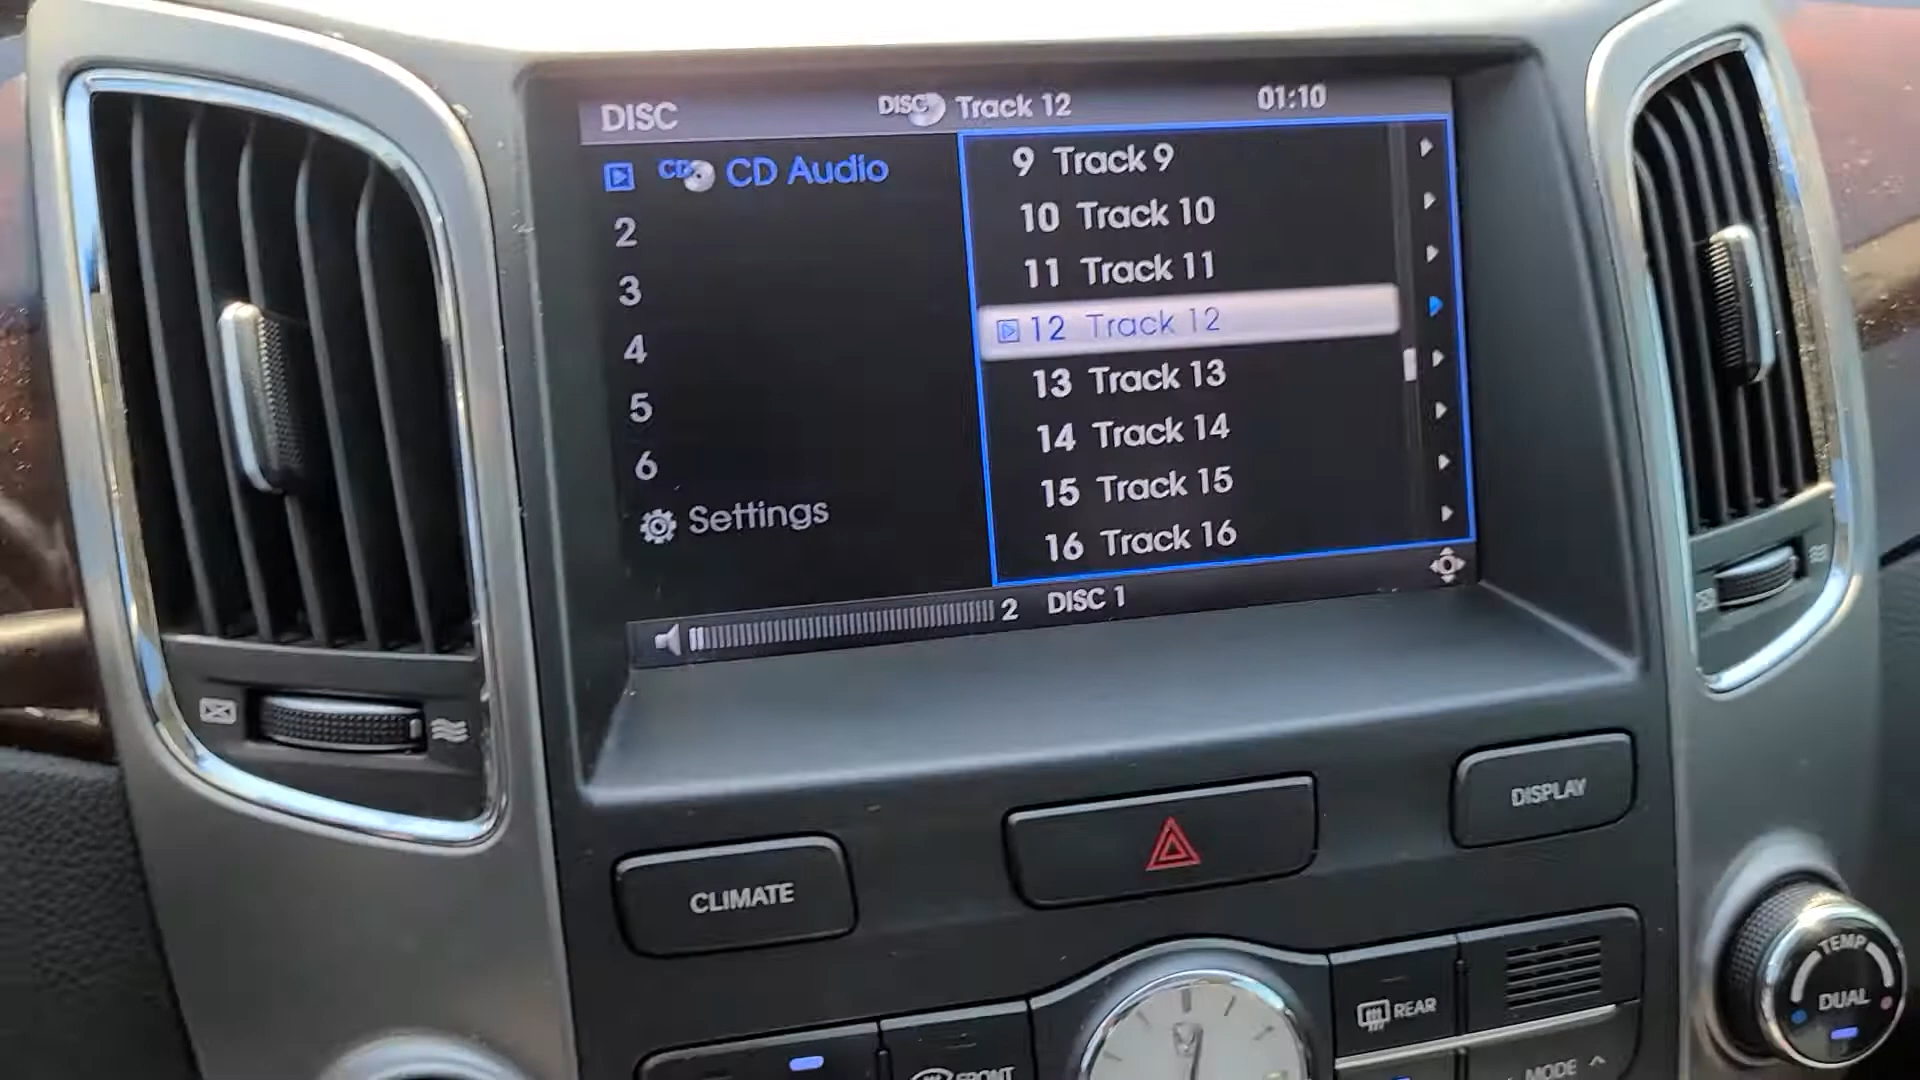 DISC
DISC Track 12
01:10
CD CD Audio
2
3
4
5
6
Settings
9 Track 9
10 Track 10
11 Track 11
12 Track 12
13 Track 13
14 Track 14
15 Track 15
16 Track 16
2 DISC 1
DISPLAY
CLIMATE
REAR
FRONT
MODE
TEMP
DUAL